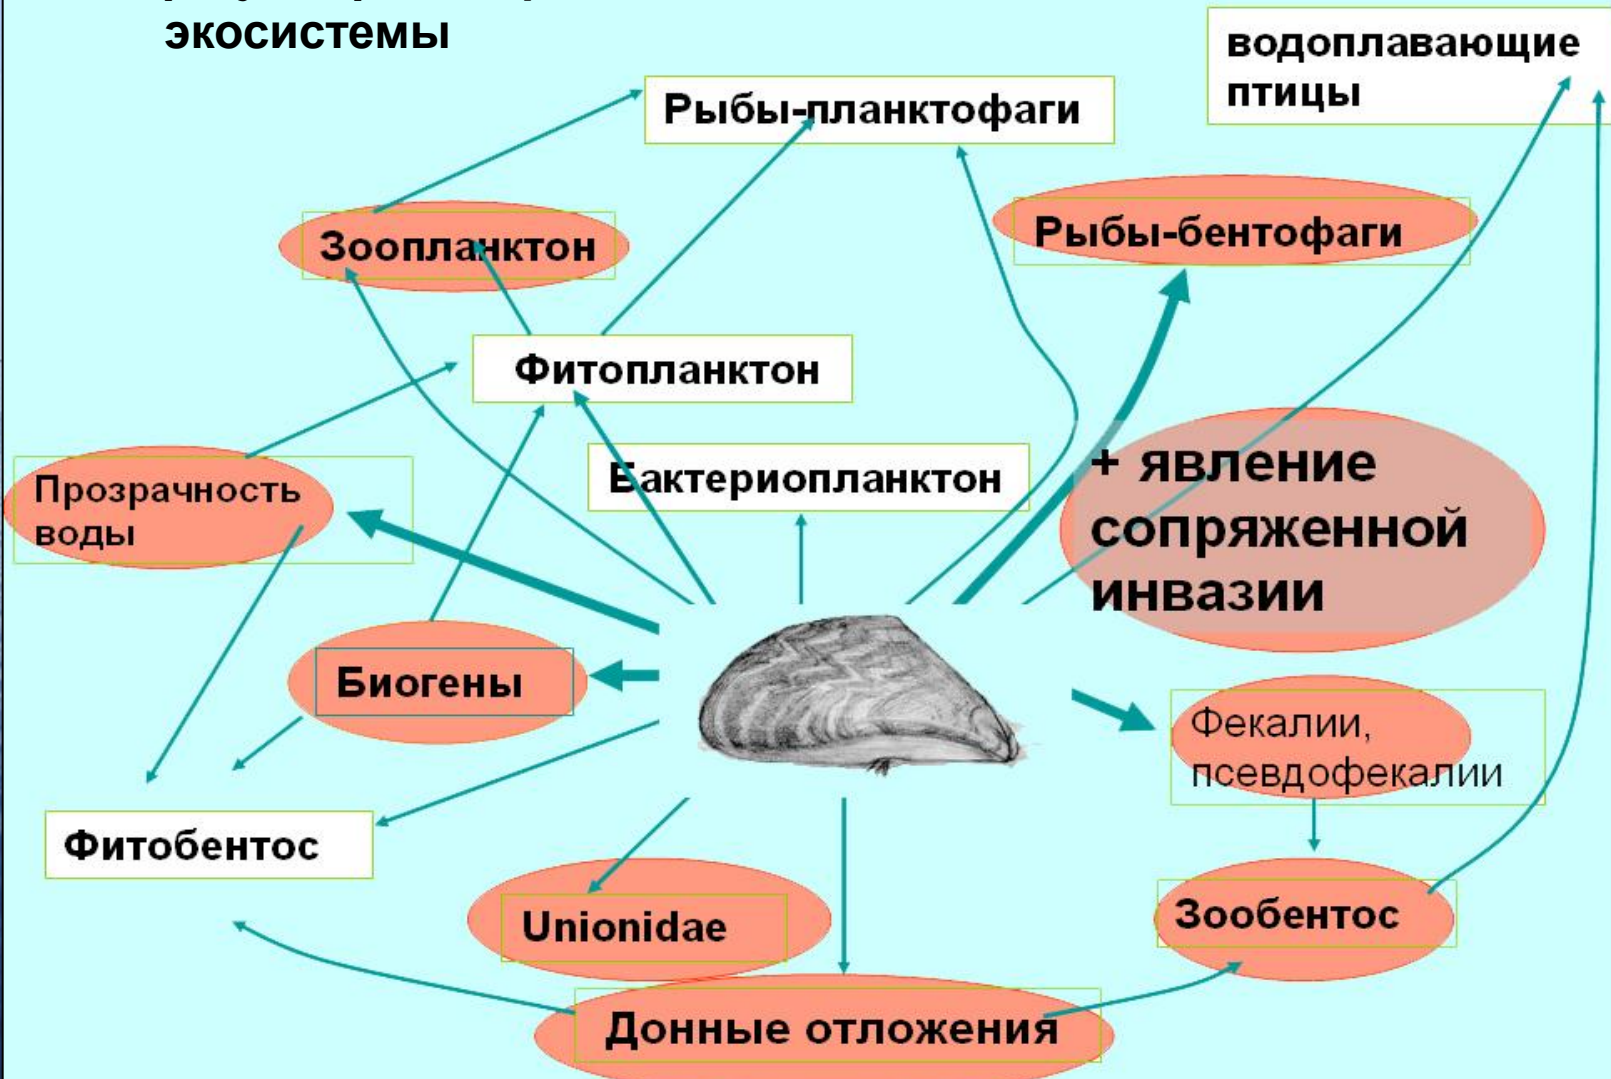 экосистемы
водоплавающие
птицы
Рыбы-планктофаги
Рыбы-бентофаги
Зоопланктон
Фитопланктон
Бактериопланктон
+ явление
сопряженной
инвазии
Прозрачность
воды
Биогены
Фекалии,
псевдофекалии
Фитобентос
Unionidae
Зообентос
Донные отложения